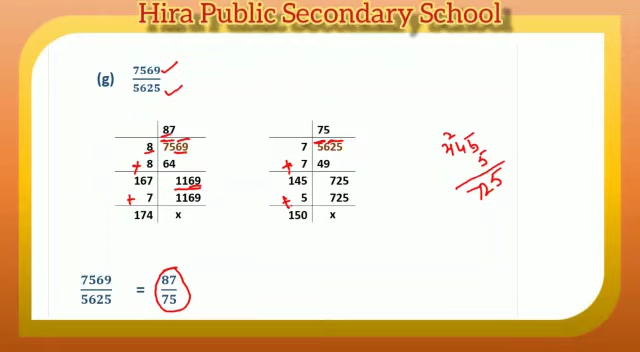 Hira Public Secondary School
(g) 7569
5625
87
8 7569
+ 8 64
167 1169
+ 7 1169
174 x
75
7 5625
+ 7 49
145 725
+ 5 725
150 x
145
5
725
7569 = 87
5625 75